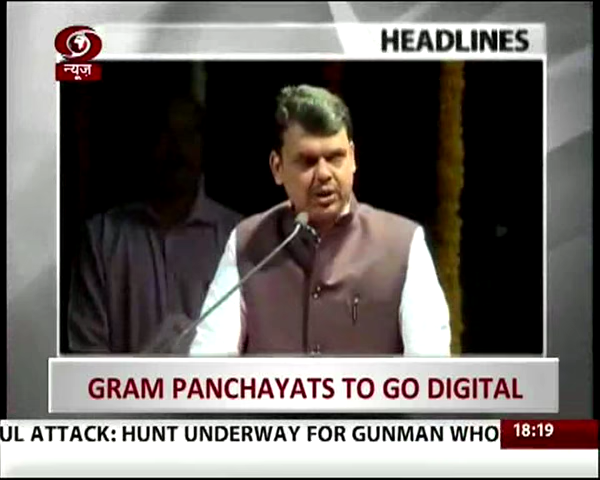 HEADLINES
न्यूज़
GRAM PANCHAYATS TO GO DIGITAL
UL ATTACK: HUNT UNDERWAY FOR GUNMAN WHO
18:19